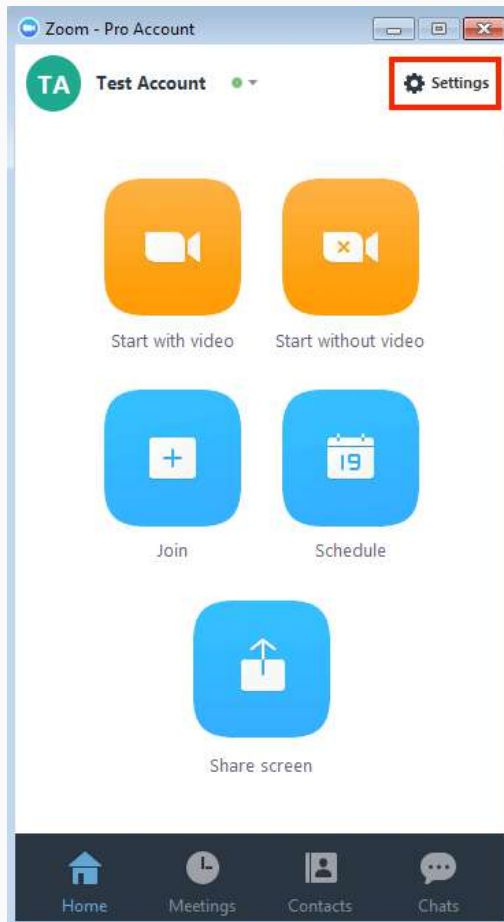 Zoom - Pro Account
TA Test Account Settings
Start with video Start without video
19
Join Schedule
Share screen
Home Meetings Contacts Chats